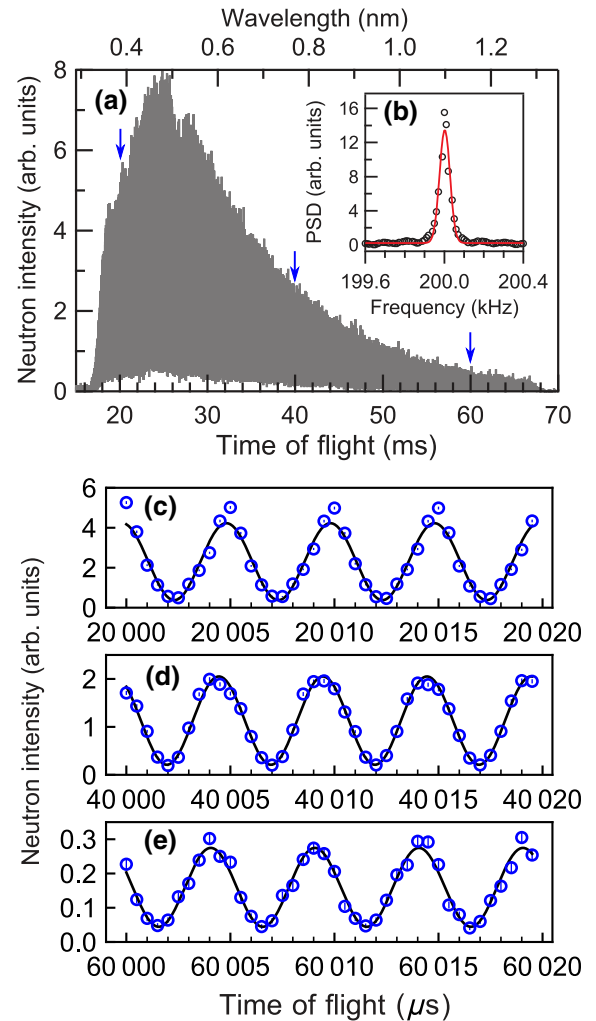 Wavelength (nm)
0.4 0.6 0.8 1.0 1.2
8
6
4
2
0
Neutron intensity (arb. units)
(a)
20 30 40 50 60 70
Time of flight (ms)
(b)
16
12
8
4
0
PSD (arb. units)
199.6 200.0 200.4
Frequency (kHz)
(c)
6
4
2
0
20 000 20 005 20 010 20 015 20 020
(d)
2
1
0
40 000 40 005 40 010 40 015 40 020
Neutron intensity (arb. units)
(e)
0.3
0.2
0.1
0.0
60 000 60 005 60 010 60 015 60 020
Time of flight (μs)